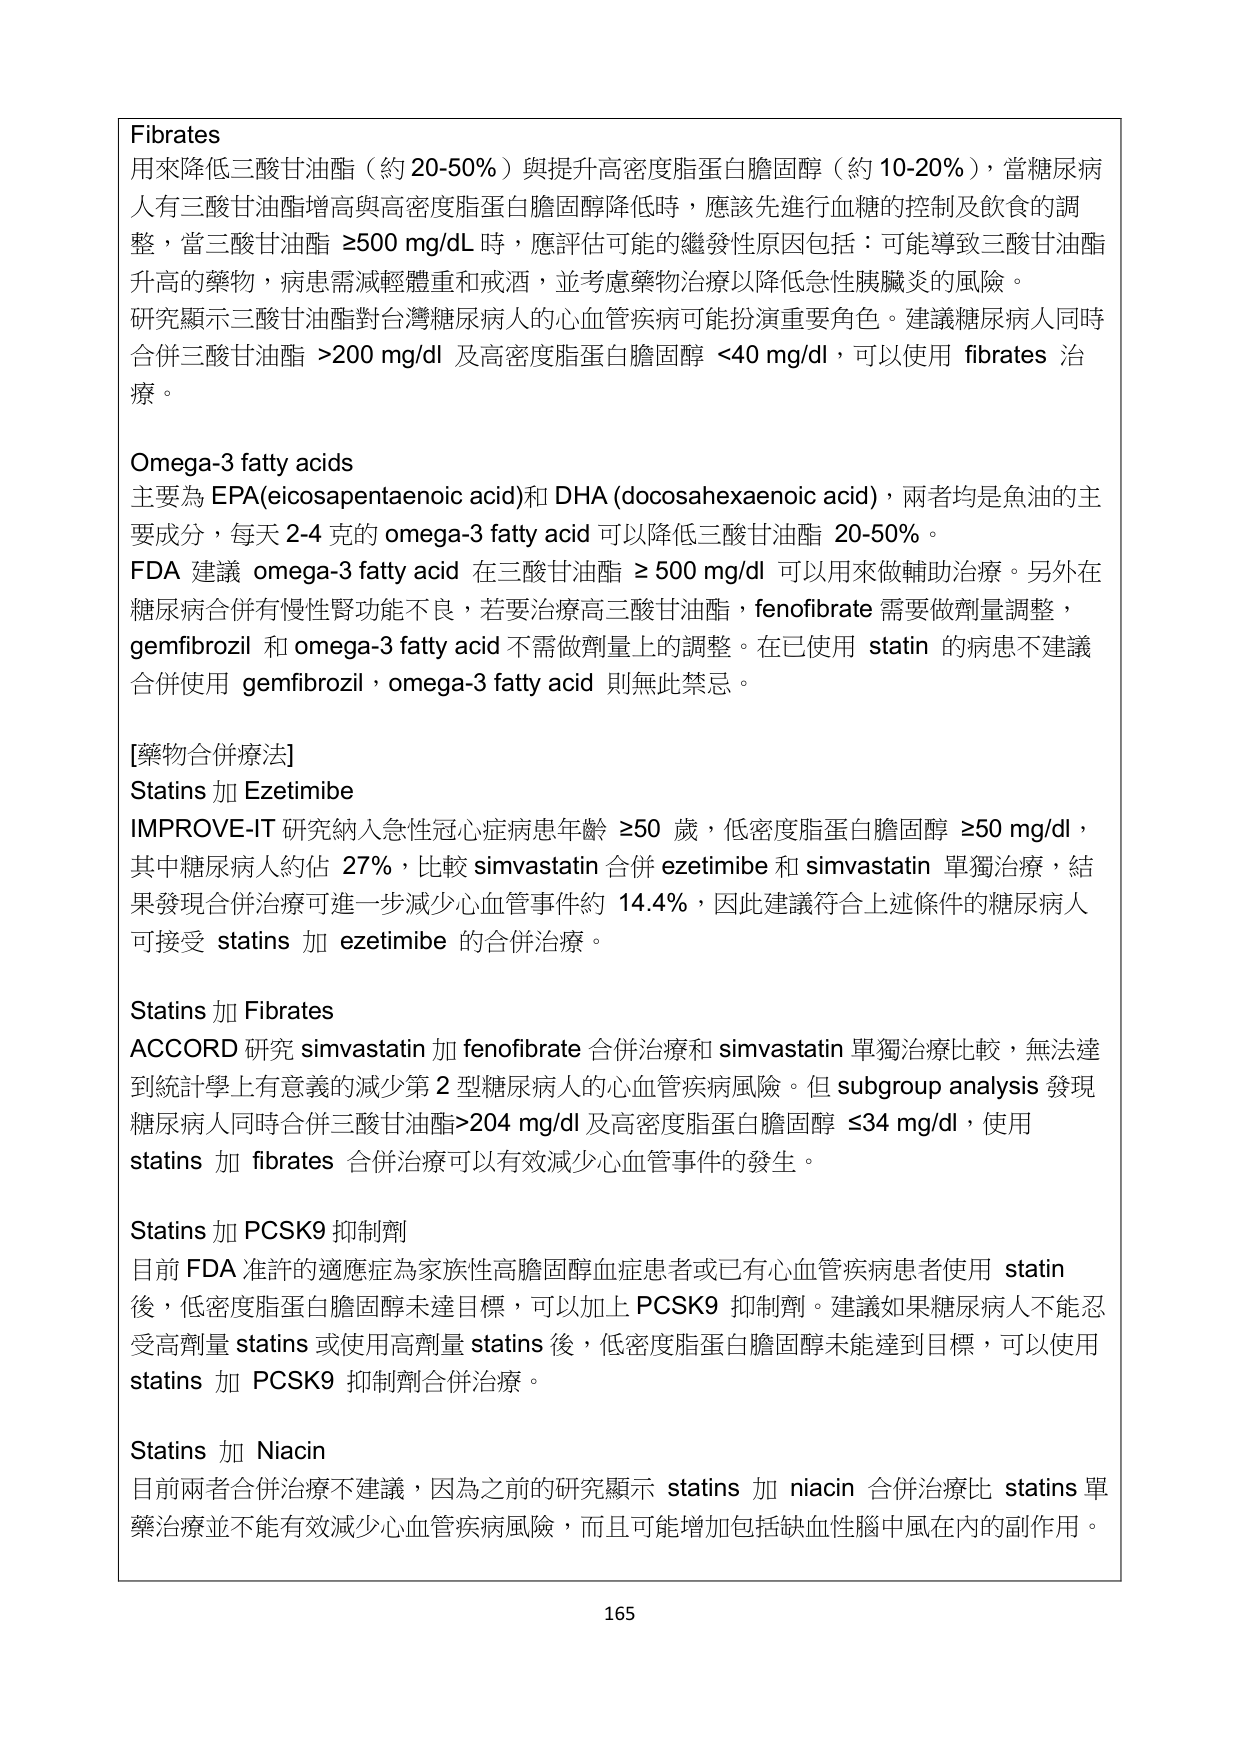 Fibrates
用來降低三酸甘油酯（約 20-50%）與提升高密度脂蛋白膽固醇（約 10-20%），當糖尿病
人有三酸甘油酯增高與高密度脂蛋白膽固醇降低時，應該先進行血糖的控制及飲食的調
整，當三酸甘油酯 ≥500 mg/dL 時，應評估可能的繼發性原因包括：可能導致三酸甘油酯
升高的藥物，病患需減輕體重和戒酒，並考慮藥物治療以降低急性胰臟炎的風險。
研究顯示三酸甘油酯對台灣糖尿病人的心血管疾病可能扮演重要角色。建議糖尿病人同時
合併三酸甘油酯 >200 mg/dl 及高密度脂蛋白膽固醇 <40 mg/dl，可以使用 fibrates 治
療。
Omega-3 fatty acids
主要為 EPA(eicosapentaenoic acid)和 DHA (docosahexaenoic acid)，兩者均是魚油的主
要成分，每天 2-4 克的 omega-3 fatty acid 可以降低三酸甘油酯 20-50%。
FDA 建議 omega-3 fatty acid 在三酸甘油酯 ≥ 500 mg/dl 可以用來做輔助治療。另外在
糖尿病合併有慢性腎功能不良，若要治療高三酸甘油酯，fenofibrate 需要做劑量調整，
gemfibrozil 和 omega-3 fatty acid 不需做劑量上的調整。在已使用 statin 的病患不建議
合併使用 gemfibrozil，omega-3 fatty acid 則無此禁忌。
[藥物合併療法]
Statins 加 Ezetimibe
IMPROVE-IT 研究納入急性冠心症病患年齡 ≥50 歲，低密度脂蛋白膽固醇 ≥50 mg/dl，
其中糖尿病人約佔 27%，比較 simvastatin 合併 ezetimibe 和 simvastatin 單獨治療，結
果發現合併治療可進一步減少心血管事件約 14.4%，因此建議符合上述條件的糖尿病人
可接受 statins 加 ezetimibe 的合併治療。
Statins 加 Fibrates
ACCORD 研究 simvastatin 加 fenofibrate 合併治療和 simvastatin 單獨治療比較，無法達
到統計學上有意義的減少第 2 型糖尿病人的心血管疾病風險。但 subgroup analysis 發現
糖尿病人同時合併三酸甘油酯>204 mg/dl 及高密度脂蛋白膽固醇 ≤34 mg/dl，使用
statins 加 fibrates 合併治療可以有效減少心血管事件的發生。
Statins 加 PCSK9 抑制劑
目前 FDA 准許的適應症為家族性高膽固醇血症患者或已有心血管疾病患者使用 statin
後，低密度脂蛋白膽固醇未達目標，可以加上 PCSK9 抑制劑。建議如果糖尿病人不能忍
受高劑量 statins 或使用高劑量 statins 後，低密度脂蛋白膽固醇未能達到目標，可以使用
statins 加 PCSK9 抑制劑合併治療。
Statins 加 Niacin
目前兩者合併治療不建議，因為之前的研究顯示 statins 加 niacin 合併治療比 statins 單
藥治療並不能有效減少心血管疾病風險，而且可能增加包括缺血性腦中風在內的副作用。
165